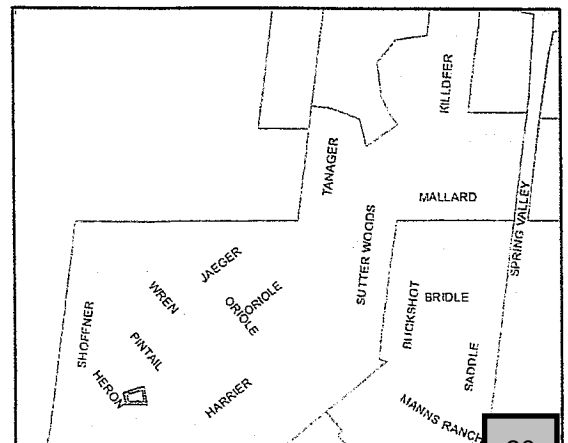 KILLDEER
TANAGER
MALLARD
SPRING VALLEY
SUTTER WOODS
JAEGER
WREN
ORIOLE
ORIOLE
BUCKSHOT
BRIDLE
SHOFFNER
PINTAIL
SADDLE
HERON
HARRIER
MANNS RANCH